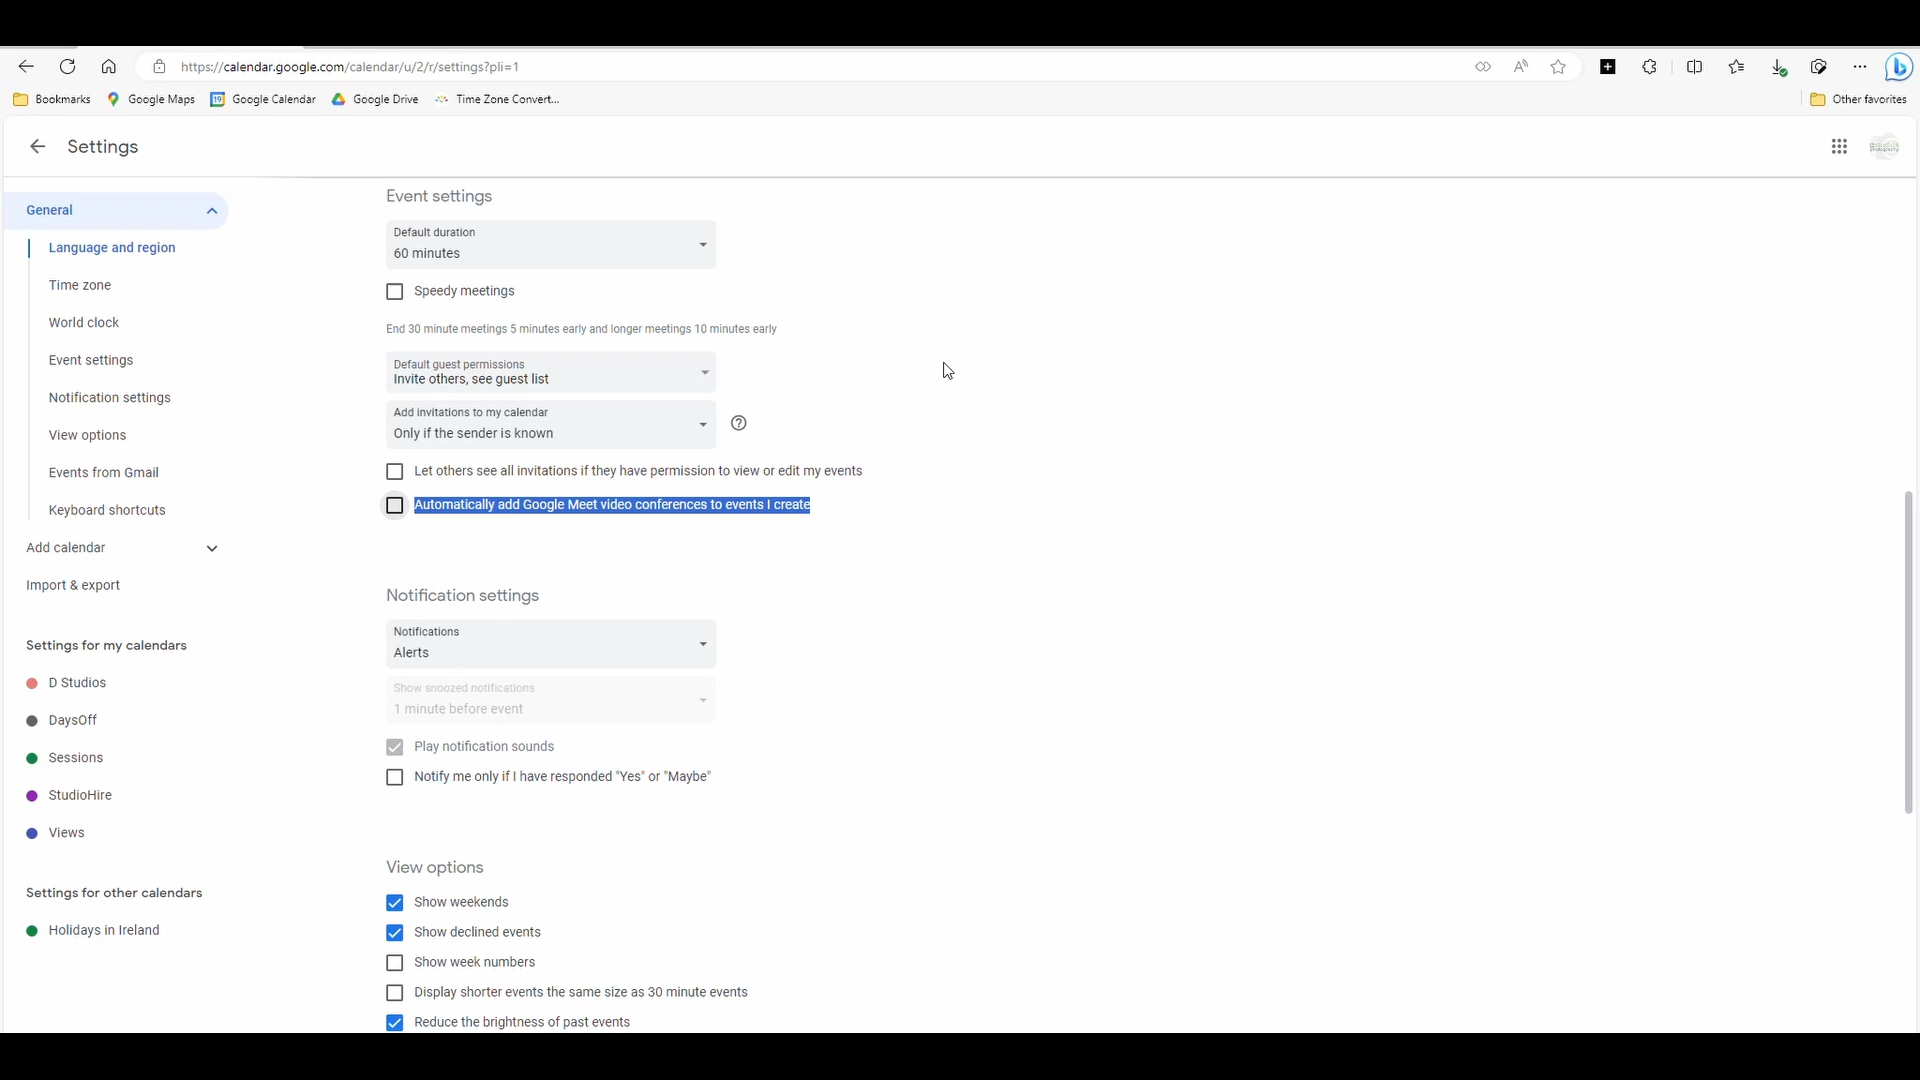 https://calendar.google.com/calendar/u/2/r/settings?pli=1
Bookmarks Google Maps Google Calendar Google Drive Time Zone Convert... Other favorites
Settings
General
Language and region
Time zone
World clock
Event settings
Notification settings
View options
Events from Gmail
Keyboard shortcuts
Add calendar
Import & export
Settings for my calendars
D Studios
DaysOff
Sessions
StudioHire
Views
Settings for other calendars
Holidays in Ireland
Event settings
Default duration
60 minutes
Speedy meetings
End 30 minute meetings 5 minutes early and longer meetings 10 minutes early
Default guest permissions
Invite others, see guest list
Add invitations to my calendar
Only if the sender is known
Let others see all invitations if they have permission to view or edit my events
Automatically add Google Meet video conferences to events I create
Notification settings
Notifications
Alerts
Show snoozed notifications
1 minute before event
Play notification sounds
Notify me only if I have responded "Yes" or "Maybe"
View options
Show weekends
Show declined events
Show week numbers
Display shorter events the same size as 30 minute events
Reduce the brightness of past events